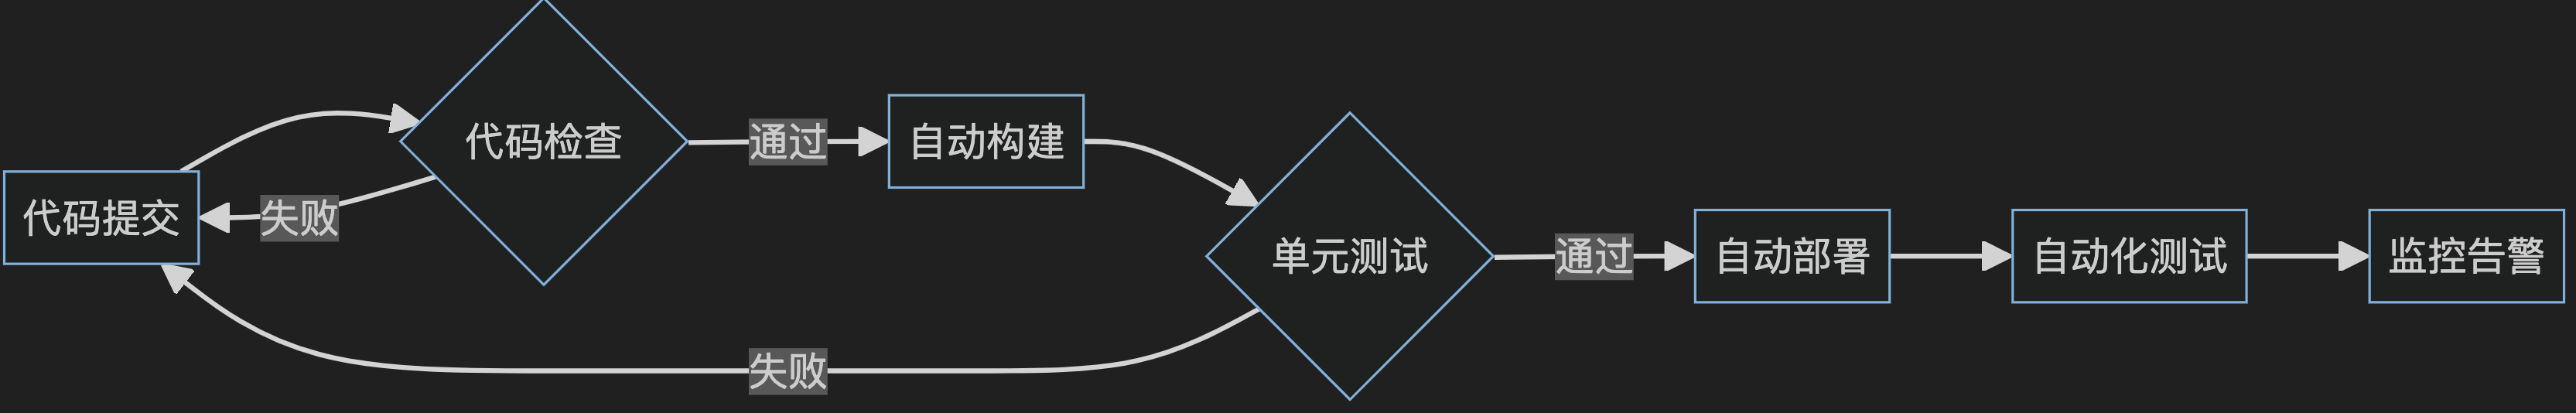 代码提交
代码检查
失败
通过
自动构建
单元测试
失败
通过
自动部署
自动化测试
监控告警